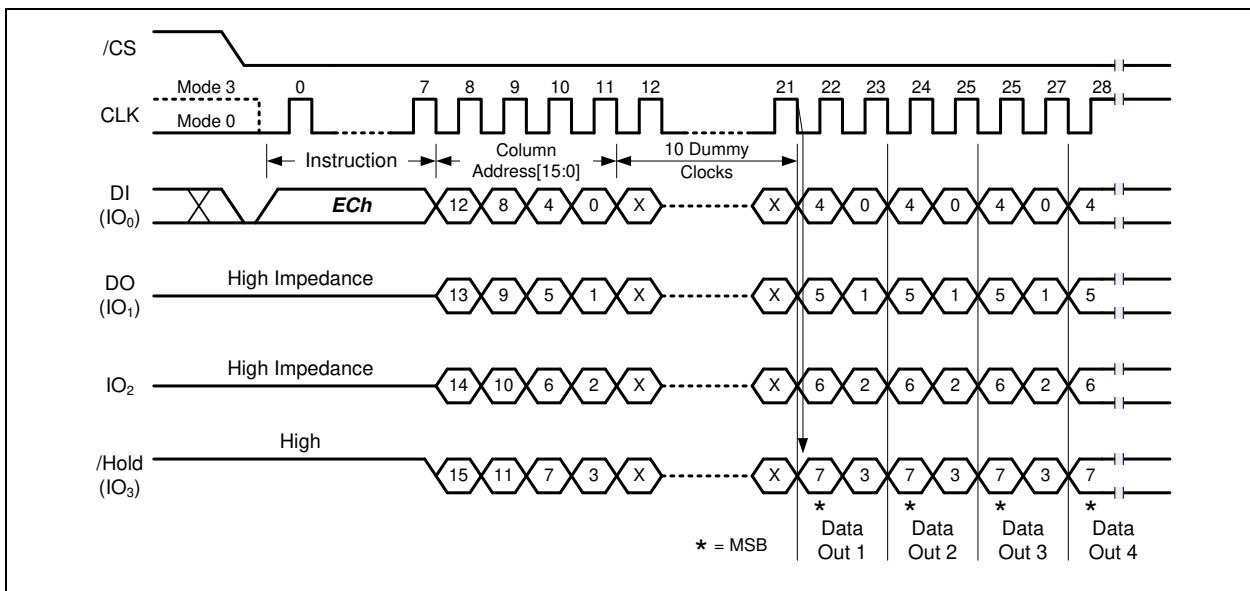 /CS
Mode 3 0 7 8 9 10 11 12 21 22 23 24 25 25 27 28
CLK
Mode 0
Instruction Column 10 Dummy
Address[15:0] Clocks
DI
(IO0) ECh 12 8 4 0 X X 4 0 4 0 4 0 4
High Impedance
DO
(IO1) 13 9 5 1 X X 5 1 5 1 5 1 5
High Impedance
IO2 14 10 6 2 X X 6 2 6 2 6 2 6
High
/Hold
(IO3) 15 11 7 3 X X 7 3 7 3 7 3 7
* * * *
* = MSB
Data Data Data Data
Out 1 Out 2 Out 3 Out 4